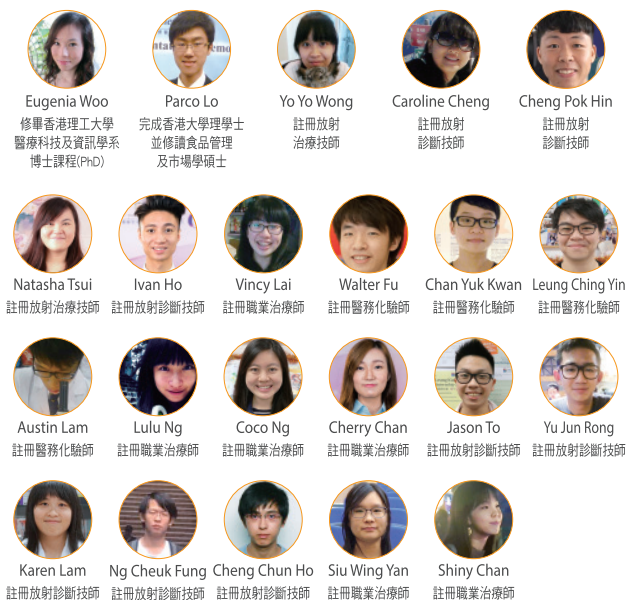 Eugenia Woo
修畢香港理工大學
醫療科技及資訊學系
博士課程(PhD)
Parco Lo
完成香港大學理學士
並修讀食品管理
及市場學碩士
Yo Yo Wong
註冊放射
治療技師
Caroline Cheng
註冊放射
診斷技師
Cheng Pok Hin
註冊放射
診斷技師
Natasha Tsui
註冊放射治療技師
Ivan Ho
註冊放射診斷技師
Vincy Lai
註冊職業治療師
Walter Fu
註冊醫務化驗師
Chan Yuk Kwan
註冊醫務化驗師
Leung Ching Yin
註冊醫務化驗師
Austin Lam
註冊醫務化驗師
Lulu Ng
註冊職業治療師
Coco Ng
註冊職業治療師
Cherry Chan
註冊職業治療師
Jason To
註冊放射診斷技師
Yu Jun Rong
註冊放射診斷技師
Karen Lam
註冊放射診斷技師
Ng Cheuk Fung
註冊放射診斷技師
Cheng Chun Ho
註冊放射診斷技師
Siu Wing Yan
註冊職業治療師
Shiny Chan
註冊職業治療師